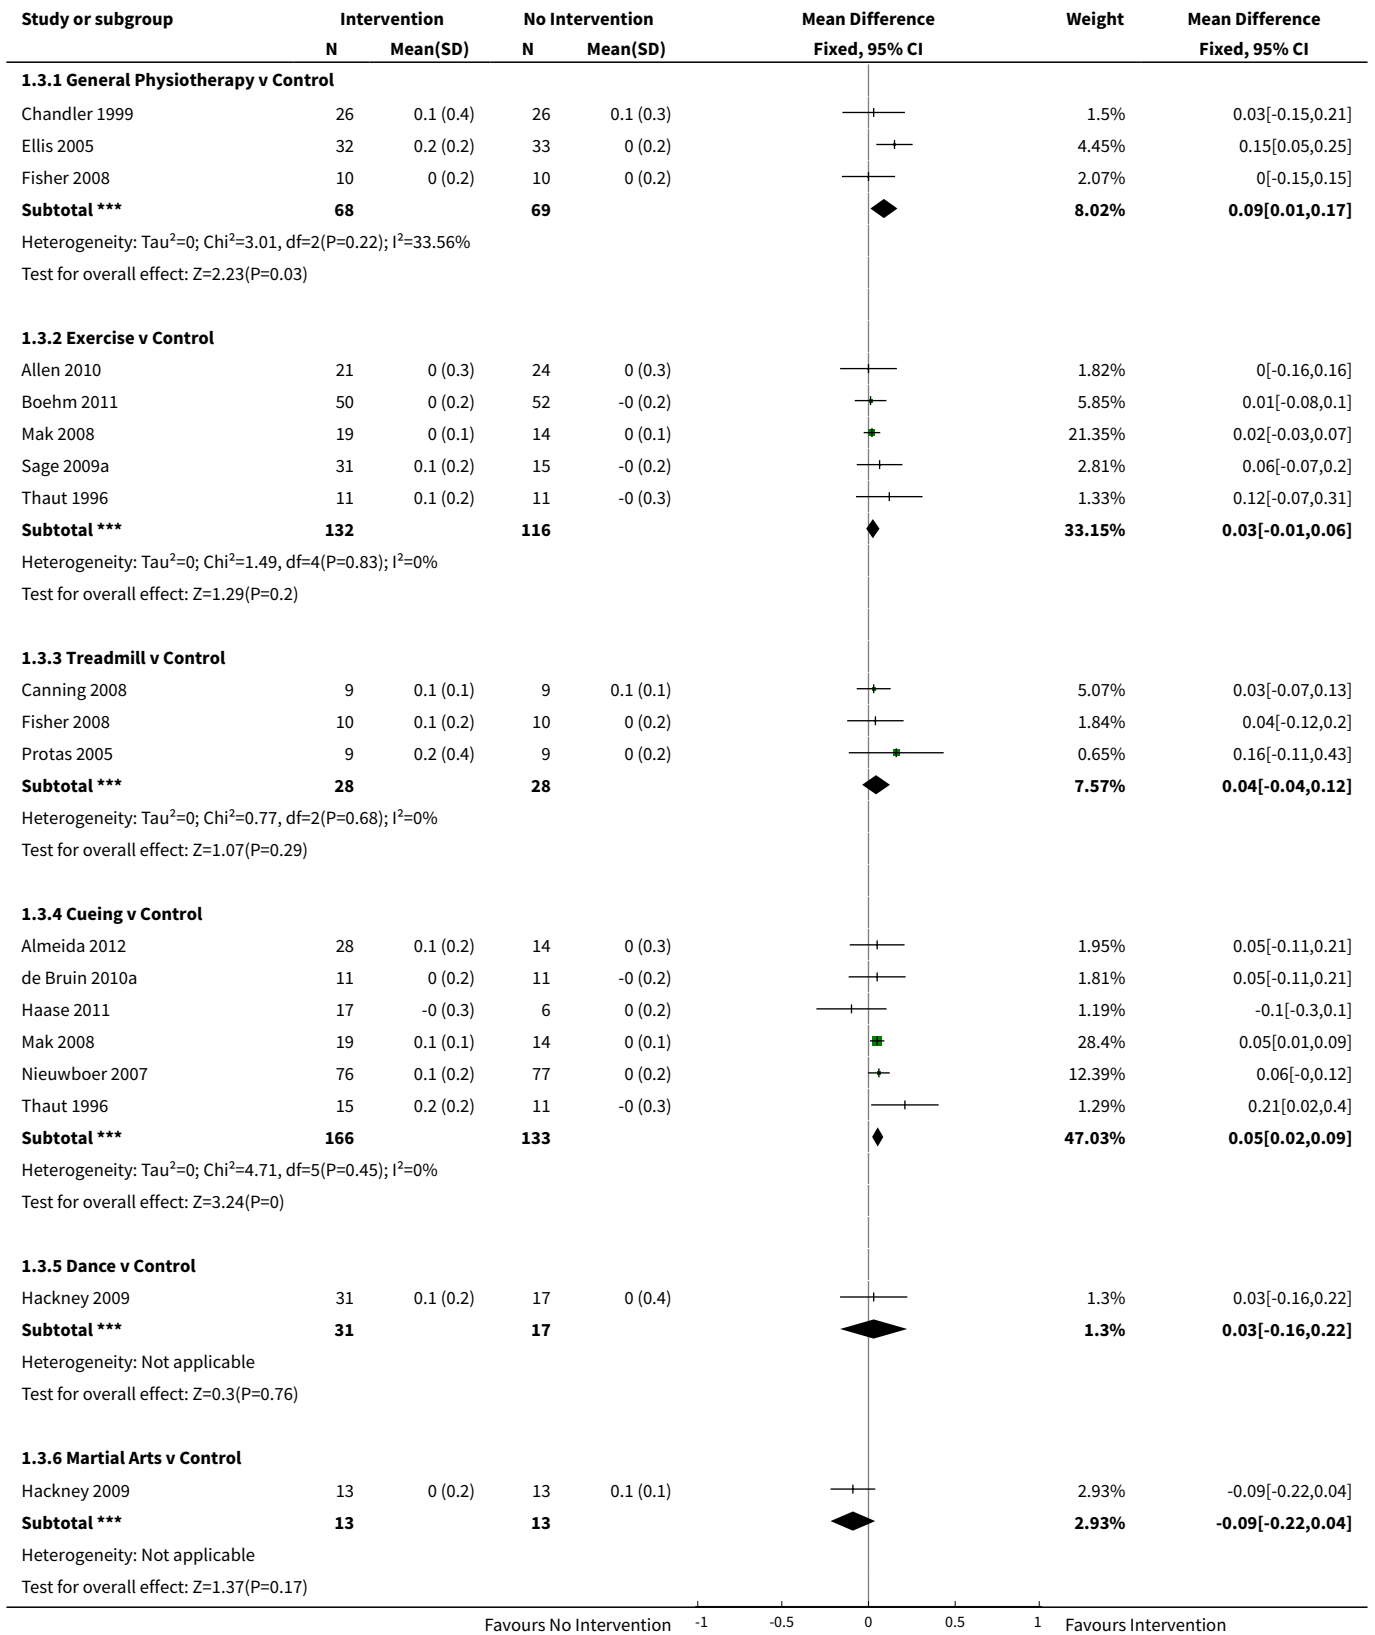 Study or subgroup Intervention No Intervention Mean Difference Weight Mean Difference
N Mean(SD) N Mean(SD) Fixed, 95% CI Fixed, 95% CI
1.3.1 General Physiotherapy v Control
Chandler 1999 26 0.1 (0.4) 26 0.1 (0.3) 1.5% 0.03[-0.15,0.21]
Ellis 2005 32 0.2 (0.2) 33 0 (0.2) 4.45% 0.15[0.05,0.25]
Fisher 2008 10 0 (0.2) 10 0 (0.2) 2.07% 0[-0.15,0.15]
Subtotal *** 68 69 8.02% 0.09[0.01,0.17]
Heterogeneity: Tau²=0; Chi²=3.01, df=2(P=0.22); I²=33.56%
Test for overall effect: Z=2.23(P=0.03)
1.3.2 Exercise v Control
Allen 2010 21 0 (0.3) 24 0 (0.3) 1.82% 0[-0.16,0.16]
Boehm 2011 50 0 (0.2) 52 -0 (0.2) 5.85% 0.01[-0.08,0.1]
Mak 2008 19 0 (0.1) 14 0 (0.1) 21.35% 0.02[-0.03,0.07]
Sage 2009a 31 0.1 (0.2) 15 -0 (0.2) 2.81% 0.06[-0.07,0.2]
Thaut 1996 11 0.1 (0.2) 11 -0 (0.3) 1.33% 0.12[-0.07,0.31]
Subtotal *** 132 116 33.15% 0.03[-0.01,0.06]
Heterogeneity: Tau²=0; Chi²=1.49, df=4(P=0.83); I²=0%
Test for overall effect: Z=1.29(P=0.2)
1.3.3 Treadmill v Control
Canning 2008 9 0.1 (0.1) 9 0.1 (0.1) 5.07% 0.03[-0.07,0.13]
Fisher 2008 10 0.1 (0.2) 10 0 (0.2) 1.84% 0.04[-0.12,0.2]
Protas 2005 9 0.2 (0.4) 9 0 (0.2) 0.65% 0.16[-0.11,0.43]
Subtotal *** 28 28 7.57% 0.04[-0.04,0.12]
Heterogeneity: Tau²=0; Chi²=0.77, df=2(P=0.68); I²=0%
Test for overall effect: Z=1.07(P=0.29)
1.3.4 Cueing v Control
Almeida 2012 28 0.1 (0.2) 14 0 (0.3) 1.95% 0.05[-0.11,0.21]
de Bruin 2010a 11 0 (0.2) 11 -0 (0.2) 1.81% 0.05[-0.11,0.21]
Haase 2011 17 -0 (0.3) 6 0 (0.2) 1.19% -0.1[-0.3,0.1]
Mak 2008 19 0.1 (0.1) 14 0 (0.1) 28.4% 0.05[0.01,0.09]
Nieuwboer 2007 76 0.1 (0.2) 77 0 (0.2) 12.39% 0.06[-0,0.12]
Thaut 1996 15 0.2 (0.2) 11 -0 (0.3) 1.29% 0.21[0.02,0.4]
Subtotal *** 166 133 47.03% 0.05[0.02,0.09]
Heterogeneity: Tau²=0; Chi²=4.71, df=5(P=0.45); I²=0%
Test for overall effect: Z=3.24(P=0)
1.3.5 Dance v Control
Hackney 2009 31 0.1 (0.2) 17 0 (0.4) 1.3% 0.03[-0.16,0.22]
Subtotal *** 31 17 1.3% 0.03[-0.16,0.22]
Heterogeneity: Not applicable
Test for overall effect: Z=0.3(P=0.76)
1.3.6 Martial Arts v Control
Hackney 2009 13 0 (0.2) 13 0.1 (0.1) 2.93% -0.09[-0.22,0.04]
Subtotal *** 13 13 2.93% -0.09[-0.22,0.04]
Heterogeneity: Not applicable
Test for overall effect: Z=1.37(P=0.17)
Favours No Intervention -1 -0.5 0 0.5 1 Favours Intervention